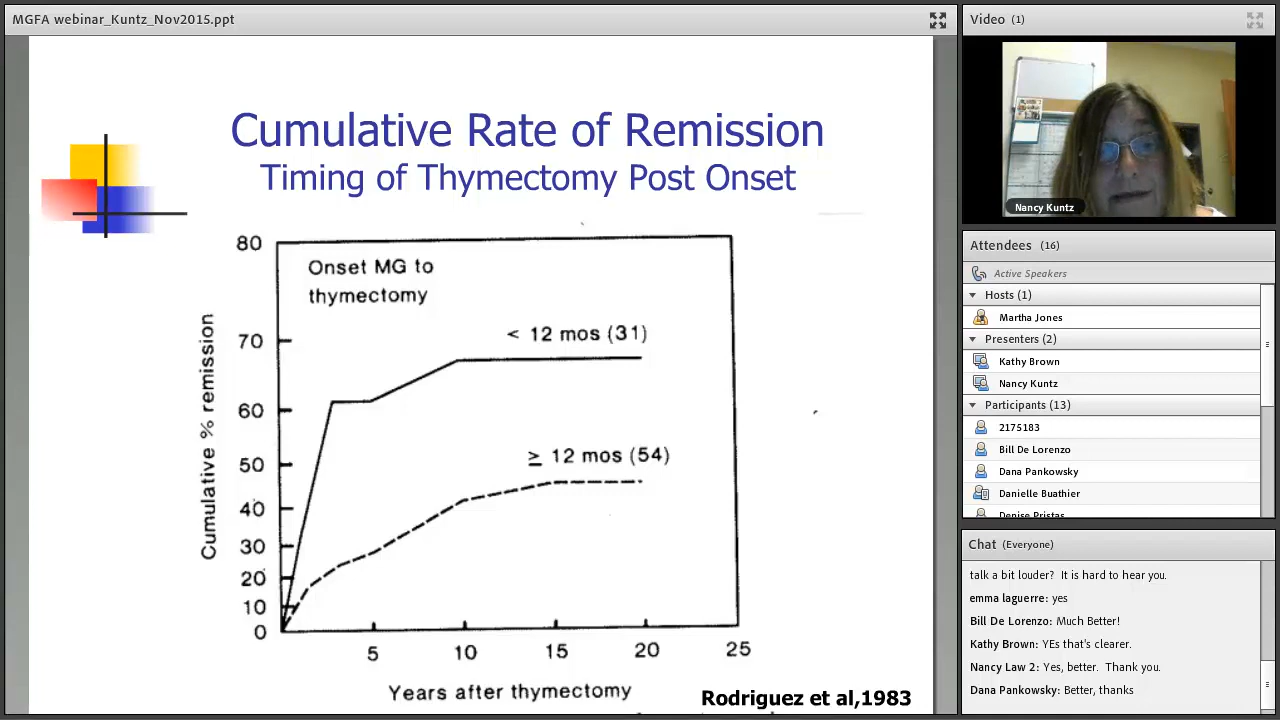 MGFA webinar_Kuntz_Nov2015.ppt
Cumulative Rate of Remission
Timing of Thymectomy Post Onset
80
70
60
50
40
30
20
10
0
Cumulative % remission
Onset MG to
thymectomy
< 12 mos (31)
≥ 12 mos (54)
5 10 15 20 25
Years after thymectomy
Rodriguez et al,1983
Video (1)
Nancy Kuntz
Attendees (16)
Active Speakers
Hosts (1)
Martha Jones
Presenters (2)
Kathy Brown
Nancy Kuntz
Participants (13)
2175183
Bill De Lorenzo
Dana Pankowsky
Danielle Buathier
Denise Pristas
Chat (Everyone)
talk a bit louder? It is hard to hear you.
emma laguerre: yes
Bill De Lorenzo: Much Better!
Kathy Brown: YEs that's clearer.
Nancy Law 2: Yes, better. Thank you.
Dana Pankowsky: Better, thanks